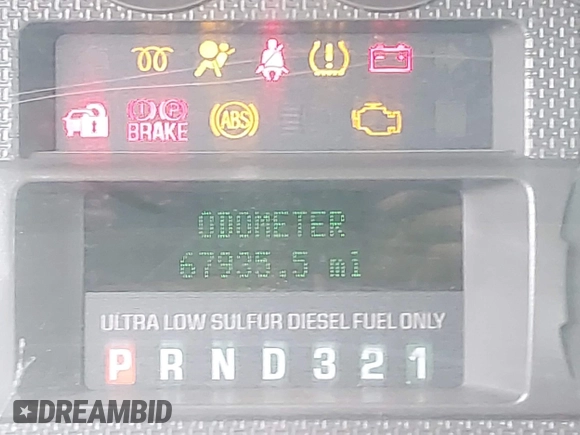 BRAKE
ABS
ODOMETER
67935.5 mi
ULTRA LOW SULFUR DIESEL FUEL ONLY
P R N D 3 2 1
DREAMBID